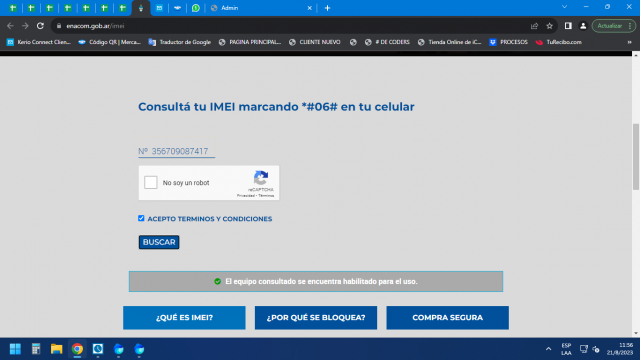 Admin
enacom.gob.ar/imei
Actualizar
Kerio Connect Clien...
Código QR | Merca...
Traductor de Google
PAGINA PRINCIPAL...
CLIENTE NUEVO
# DE CODERS
Tienda Online de iC...
PROCESOS
TuRecibo.com
Consultá tu IMEI marcando *#06# en tu celular
Nº 356709087417
No soy un robot
reCAPTCHA
Privacidad - Términos
ACEPTO TERMINOS Y CONDICIONES
BUSCAR
El equipo consultado se encuentra habilitado para el uso.
¿QUÉ ES IMEI?
¿POR QUÉ SE BLOQUEA?
COMPRA SEGURA
ESP
LAA
11:56
21/8/2023